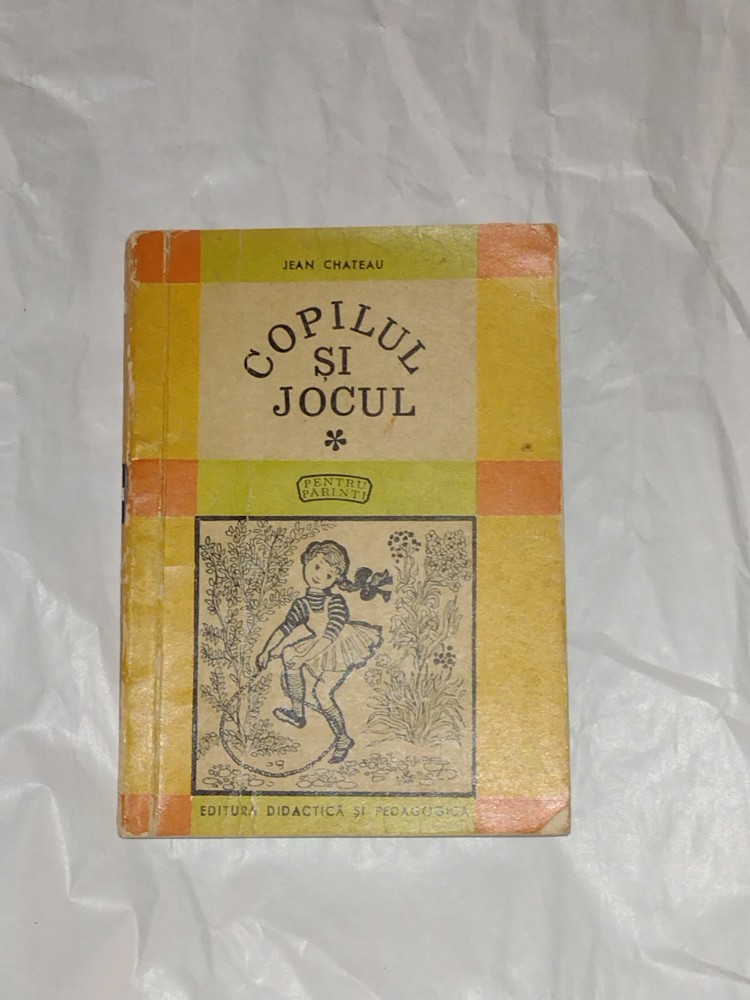 JEAN CHATEAU
COPILUL
ȘI
JOCUL
*
PENTRU
PĂRINȚI
EDITURA DIDACTICĂ ȘI PEDAGOGICĂ